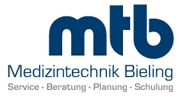 mtb
Medizintechnik Bieling
Service - Beratung - Planung - Schulung